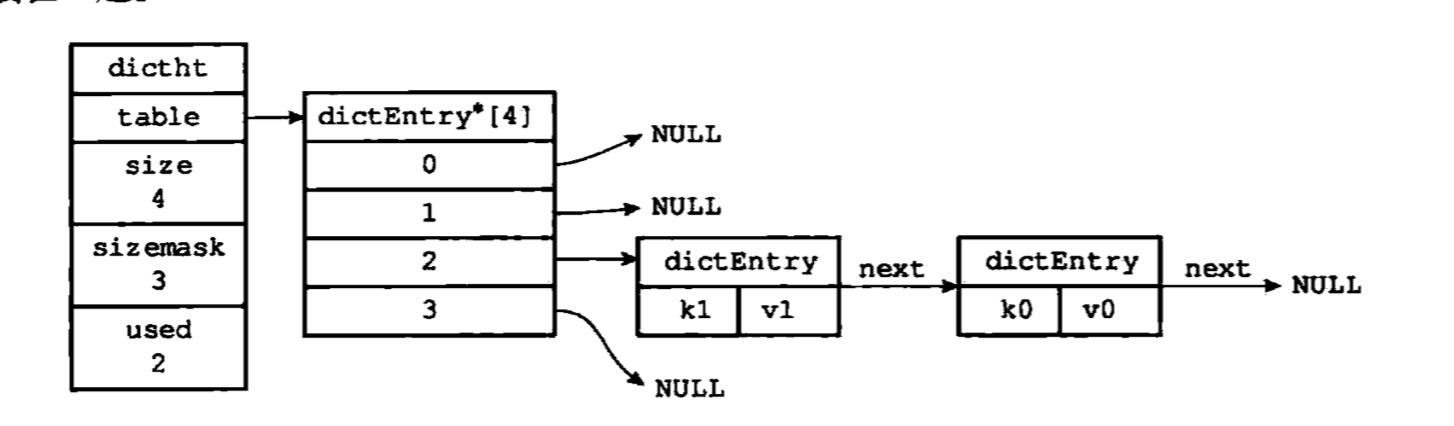 dictht
table
size
4
sizemask
3
used
2
dictEntry*[4]
0
1
2
3
NULL
NULL
dictEntry
k1 v1
next
dictEntry
k0 v0
next
NULL
NULL